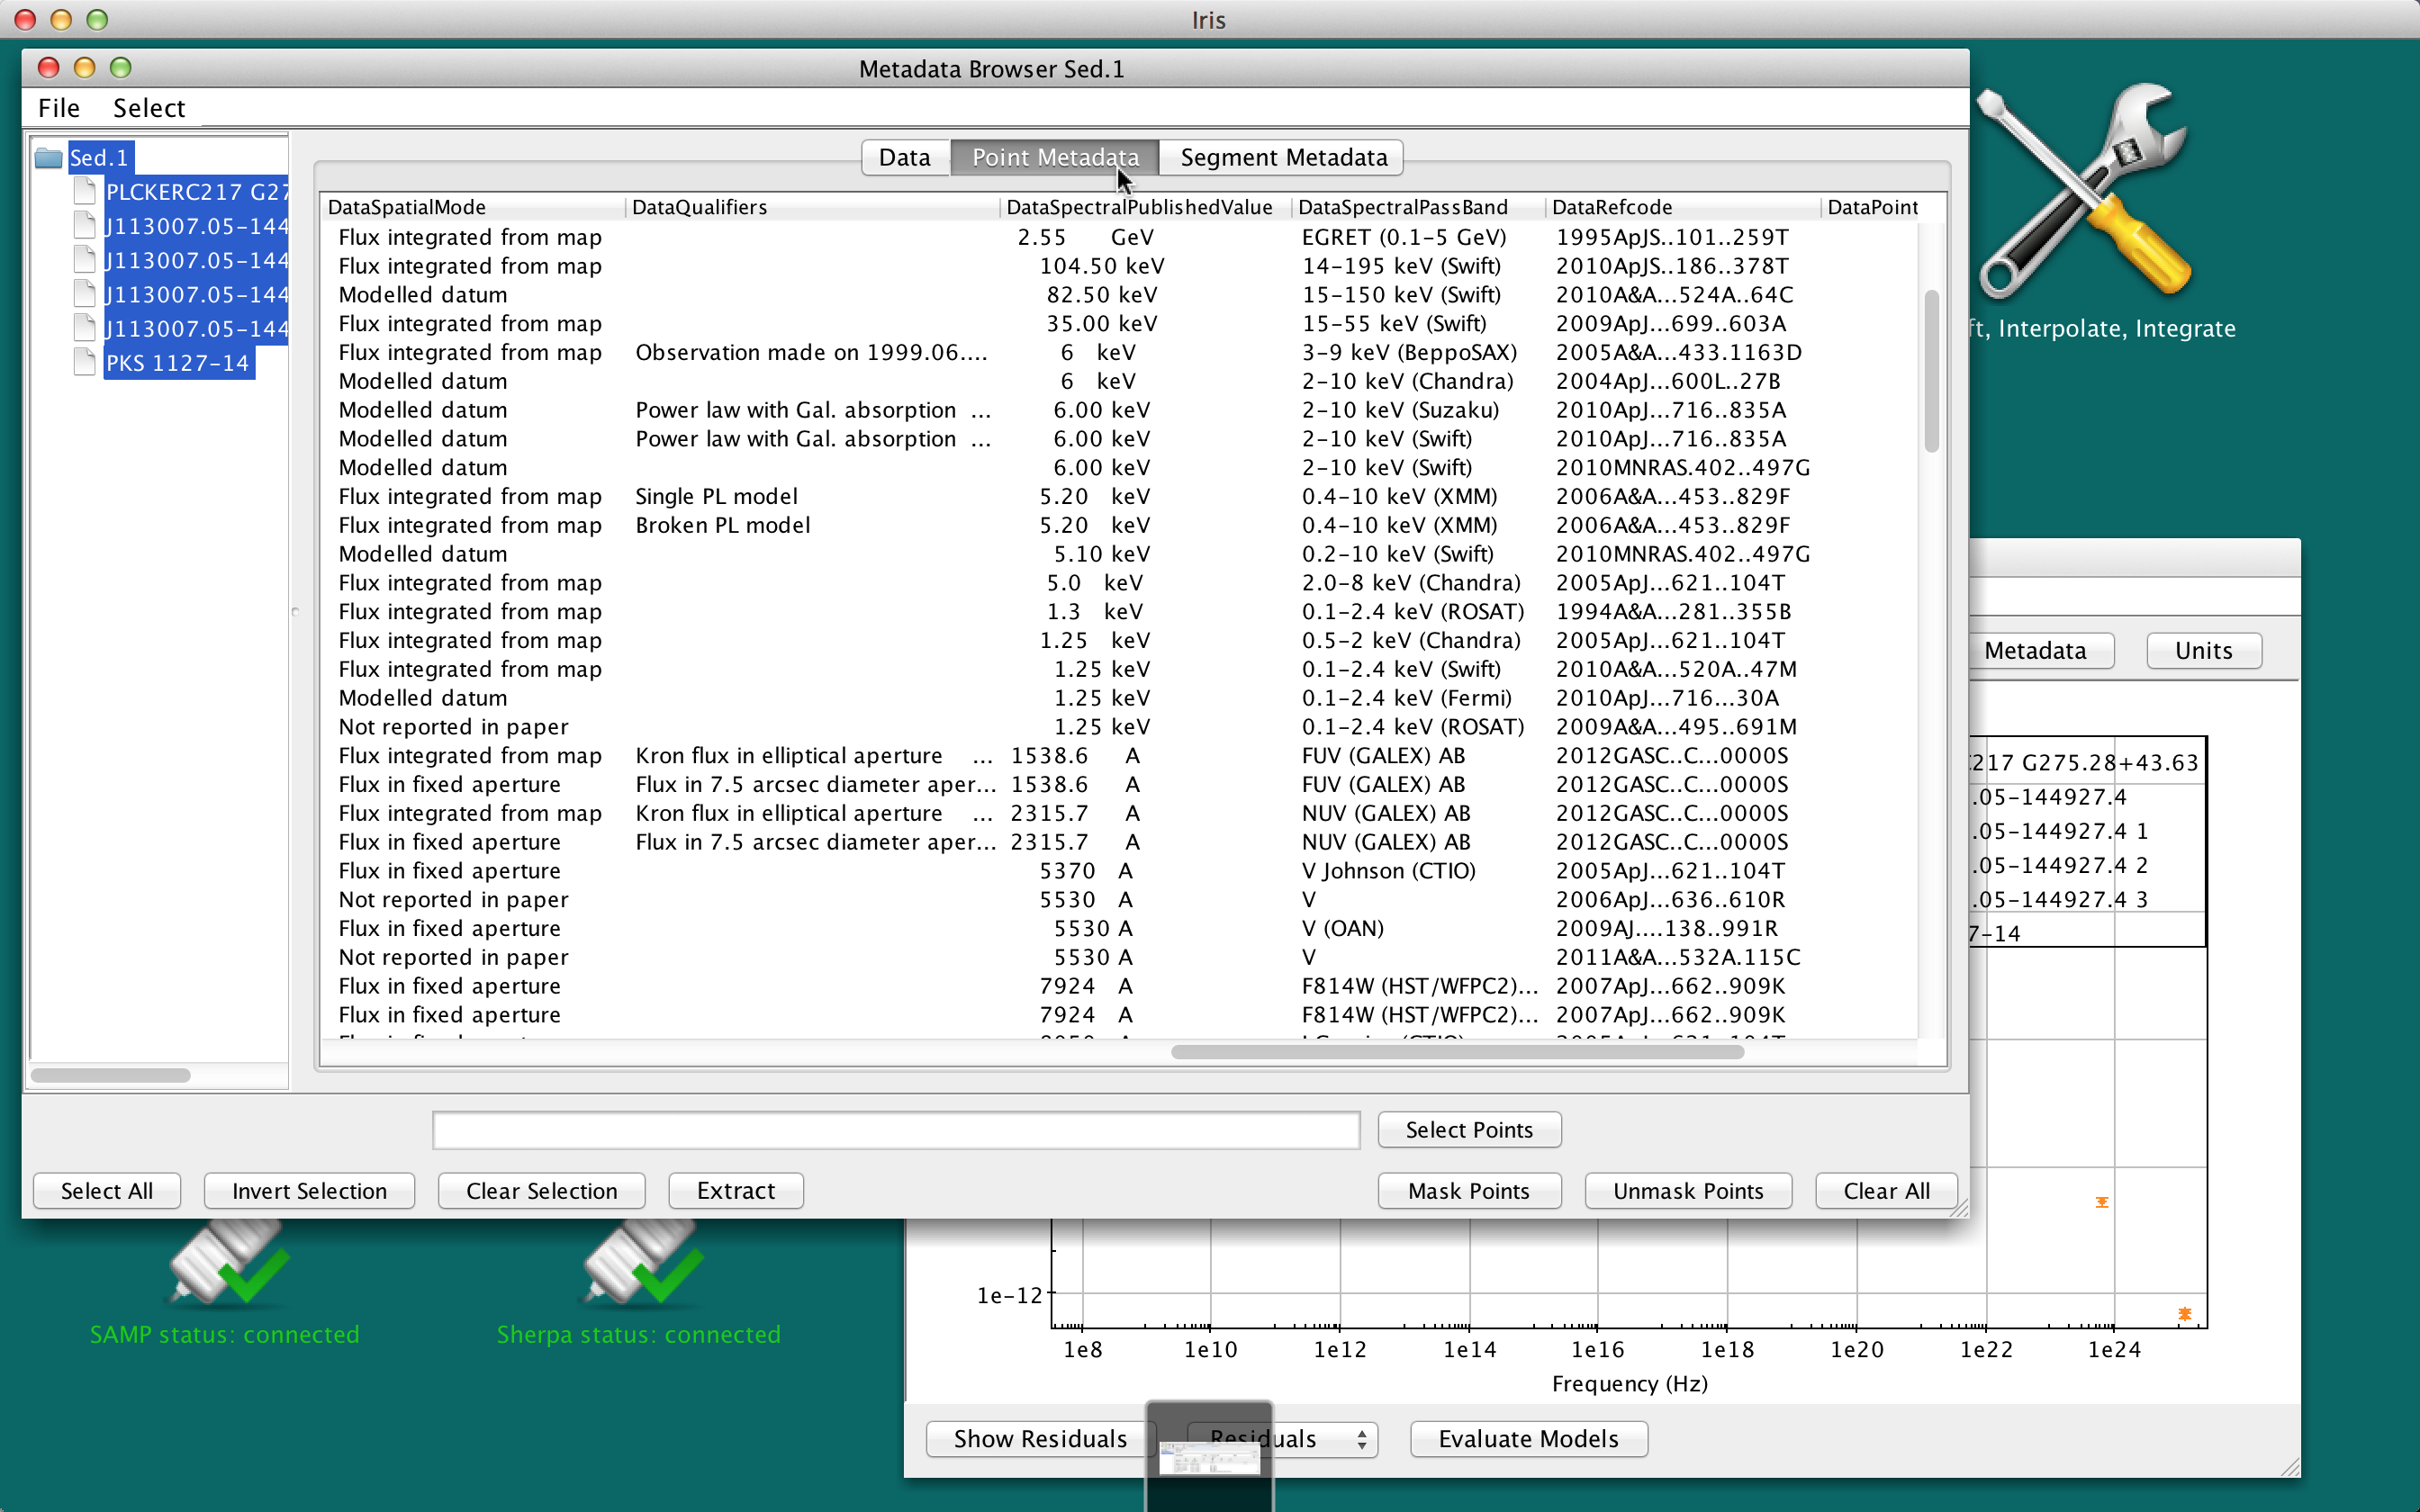 Iris
Metadata Browser Sed.1
File Select
Sed.1
PLCKERC217 G27
J113007.05-144
J113007.05-144
J113007.05-144
J113007.05-144
PKS 1127-14
Data Point Metadata Segment Metadata
DataSpatialMode DataQualifiers DataSpectralPublishedValue DataSpectralPassBand DataRefcode DataPoint
Flux integrated from map 2.55 GeV EGRET (0.1-5 GeV) 1995ApJS..101..259T
Flux integrated from map 104.50 keV 14-195 keV (Swift) 2010ApJS..186..378T
Modelled datum 82.50 keV 15-150 keV (Swift) 2010A&A...524A..64C
Flux integrated from map 35.00 keV 15-55 keV (Swift) 2009ApJ...699..603A
Flux integrated from map Observation made on 1999.06.... 6 keV 3-9 keV (BeppoSAX) 2005A&A...433.1163D
Modelled datum 6 keV 2-10 keV (Chandra) 2004ApJ...600L..27B
Modelled datum Power law with Gal. absorption ... 6.00 keV 2-10 keV (Suzaku) 2010ApJ...716..835A
Modelled datum Power law with Gal. absorption ... 6.00 keV 2-10 keV (Swift) 2010ApJ...716..835A
Modelled datum 6.00 keV 2-10 keV (Swift) 2010MNRAS.402..497G
Flux integrated from map Single PL model 5.20 keV 0.4-10 keV (XMM) 2006A&A...453..829F
Flux integrated from map Broken PL model 5.20 keV 0.4-10 keV (XMM) 2006A&A...453..829F
Modelled datum 5.10 keV 0.2-10 keV (Swift) 2010MNRAS.402..497G
Flux integrated from map 5.0 keV 2.0-8 keV (Chandra) 2005ApJ...621..104T
Flux integrated from map 1.3 keV 0.1-2.4 keV (ROSAT) 1994A&A...281..355B
Flux integrated from map 1.25 keV 0.5-2 keV (Chandra) 2005ApJ...621..104T
Flux integrated from map 1.25 keV 0.1-2.4 keV (Swift) 2010A&A...520A..47M
Modelled datum 1.25 keV 0.1-2.4 keV (Fermi) 2010ApJ...716...30A
Not reported in paper 1.25 keV 0.1-2.4 keV (ROSAT) 2009A&A...495..691M
Flux integrated from map Kron flux in elliptical aperture ... 1538.6 A FUV (GALEX) AB 2012GASC..C...0000S
Flux in fixed aperture Flux in 7.5 arcsec diameter aper... 1538.6 A FUV (GALEX) AB 2012GASC..C...0000S
Flux integrated from map Kron flux in elliptical aperture ... 2315.7 A NUV (GALEX) AB 2012GASC..C...0000S
Flux in fixed aperture Flux in 7.5 arcsec diameter aper... 2315.7 A NUV (GALEX) AB 2012GASC..C...0000S
Flux in fixed aperture 5370 A V Johnson (CTIO) 2005ApJ...621..104T
Not reported in paper 5530 A V 2006ApJ...636..610R
Flux in fixed aperture 5530 A V (OAN) 2009AJ....138..991R
Not reported in paper 5530 A V 2011A&A...532A.115C
Flux in fixed aperture 7924 A F814W (HST/WFPC2)... 2007ApJ...662..909K
Flux in fixed aperture 7924 A F814W (HST/WFPC2)... 2007ApJ...662..909K
Select Points
Select All Invert Selection Clear Selection Extract Mask Points Unmask Points Clear All
ft, Interpolate, Integrate
Metadata Units
217 G275.28+43.63
.05-144927.4
.05-144927.4 1
.05-144927.4 2
.05-144927.4 3
7-14
SAMP status: connected
Sherpa status: connected
1e-12
1e8 1e10 1e12 1e14 1e16 1e18 1e20 1e22 1e24
Frequency (Hz)
Show Residuals Residuals Evaluate Models